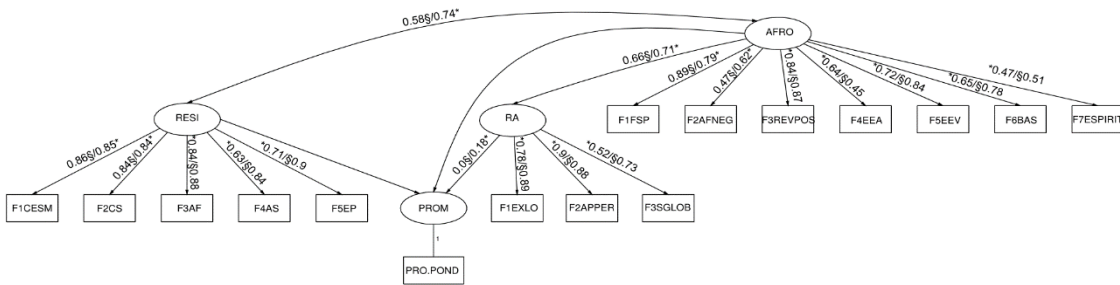 0.58§/0.74*
AFRO
0.66§/0.71*
0.89§/0.79*
0.47§/0.62*
*0.84/§0.87
*0.64/§0.45
*0.72/§0.84
*0.65/§0.78
*0.47/§0.51
RESI
RA
F1FSP
F2AFNEG
F3REVPOS
F4EEA
F5EEV
F6BAS
F7ESPIRIT
0.86§/0.85*
0.84§/0.84*
*0.84/§0.88
*0.63/§0.84
*0.71/§0.9
0.0§/0.18*
*0.78/§0.89
*0.9/§0.88
*0.52/§0.73
F1CESM
F2CS
F3AF
F4AS
F5EP
PROM
F1EXLO
F2APPER
F3SGLOB
1
PRO.POND